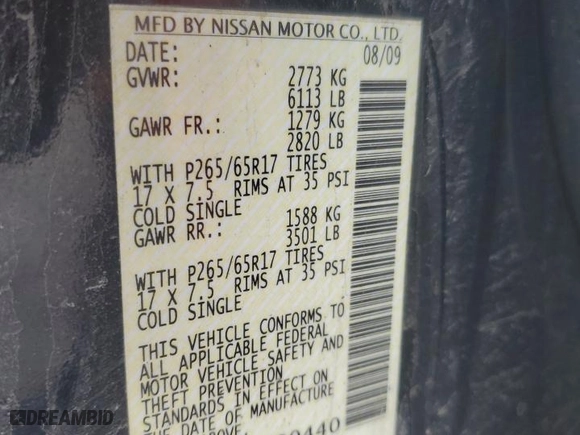 MFD BY NISSAN MOTOR CO., LTD.
DATE: 08/09
GVWR: 2773 KG
6113 LB
GAWR FR.: 1279 KG
2820 LB
WITH P265/65R17 TIRES
17 X 7.5 RIMS AT 35 PSI
COLD SINGLE
GAWR RR.: 1588 KG
3501 LB
WITH P265/65R17 TIRES
17 X 7.5 RIMS AT 35 PSI
COLD SINGLE
THIS VEHICLE CONFORMS TO
ALL APPLICABLE FEDERAL
MOTOR VEHICLE SAFETY AND
THEFT PREVENTION
STANDARDS IN EFFECT ON
THE DATE OF MANUFACTURE
0440
DREAMBID